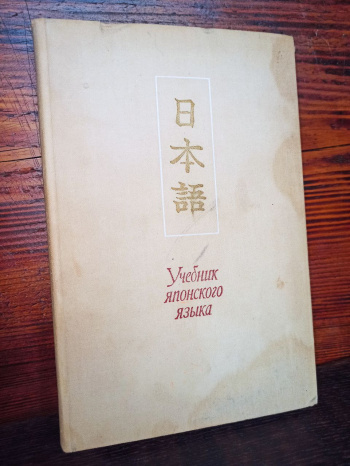 日本語
Учебник
японского
языка